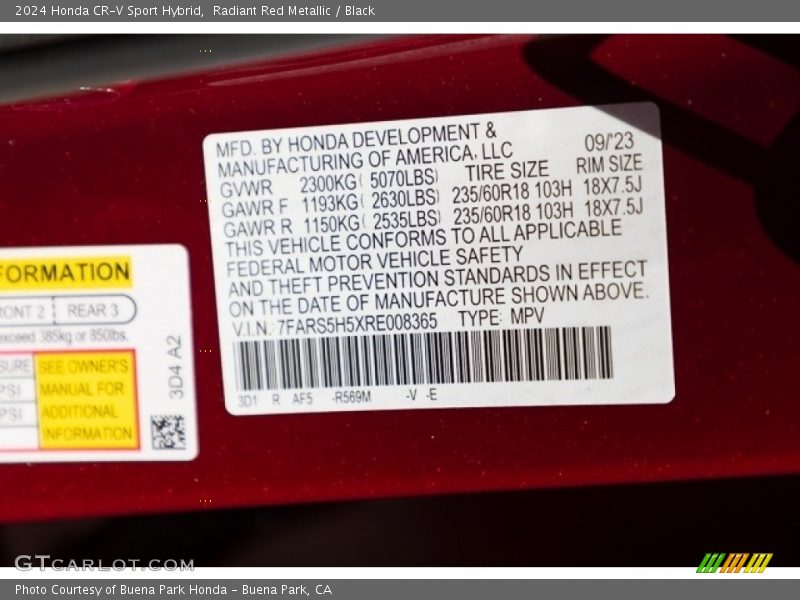 2024 Honda CR-V Sport Hybrid, Radiant Red Metallic / Black
MFD. BY HONDA DEVELOPMENT &
MANUFACTURING OF AMERICA, LLC 09/'23
GVWR 2300KG( 5070LBS) TIRE SIZE RIM SIZE
GAWR F 1193KG( 2630LBS) 235/60R18 103H 18X7.5J
GAWR R 1150KG( 2535LBS) 235/60R18 103H 18X7.5J
THIS VEHICLE CONFORMS TO ALL APPLICABLE
FEDERAL MOTOR VEHICLE SAFETY
AND THEFT PREVENTION STANDARDS IN EFFECT
ON THE DATE OF MANUFACTURE SHOWN ABOVE.
V.I.N.: 7FARS5H5XRE008365 TYPE: MPV
3D1 R AF5 -R569M -V -E
FORMATION
RONT 2 REAR 3
exceed 385kg or 850lbs.
SURE SEE OWNER'S
PSI MANUAL FOR
PSI ADDITIONAL
INFORMATION
3D4 A2
GTCARLOT.COM
Photo Courtesy of Buena Park Honda - Buena Park, CA